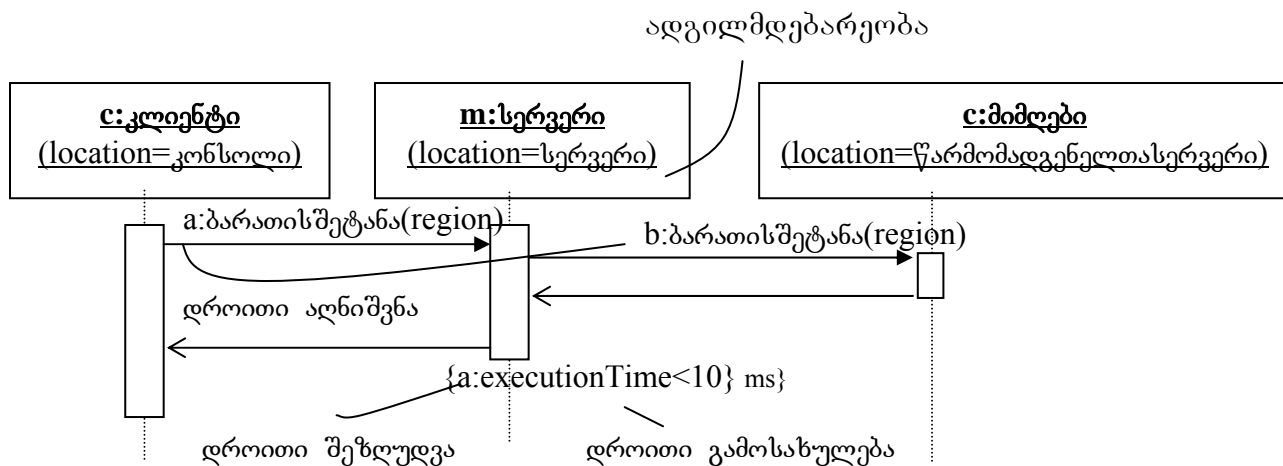 ადგილმდებარეობა
c:კლიენტი
(location=კონსოლი)
m:სერვერი
(location=სერვერი)
c:მიმღები
(location=წარმომადგენელთასერვერი)
a:ბარათისშეტანა(region)
b:ბარათისშეტანა(region)
დროითი აღნიშვნა
{a:executionTime<10} ms}
დროითი შეზღუდვა
დროითი გამოსახულება